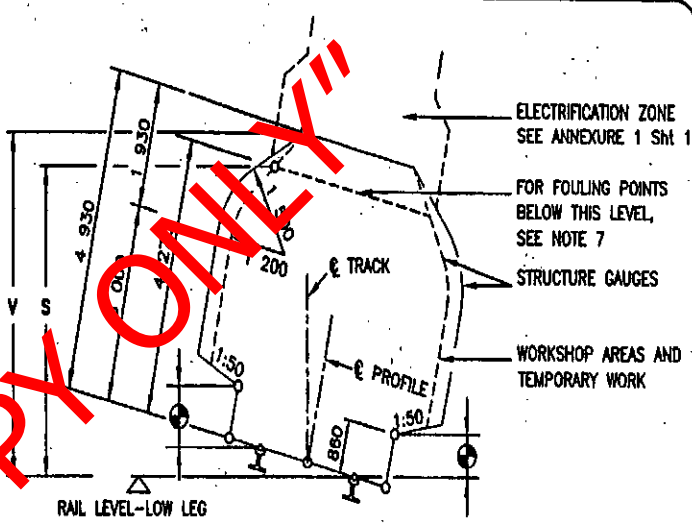 ELECTRIFICATION ZONE
SEE ANNEXURE 1 Sht 1
FOR FOULING POINTS
BELOW THIS LEVEL,
SEE NOTE 7
STRUCTURE GAUGES
WORKSHOP AREAS AND
TEMPORARY WORK
4 930
1 930
V
S
200
℄ TRACK
℄ PROFILE
1:50
1:50
860
RAIL LEVEL-LOW LEG
PY ONLY"